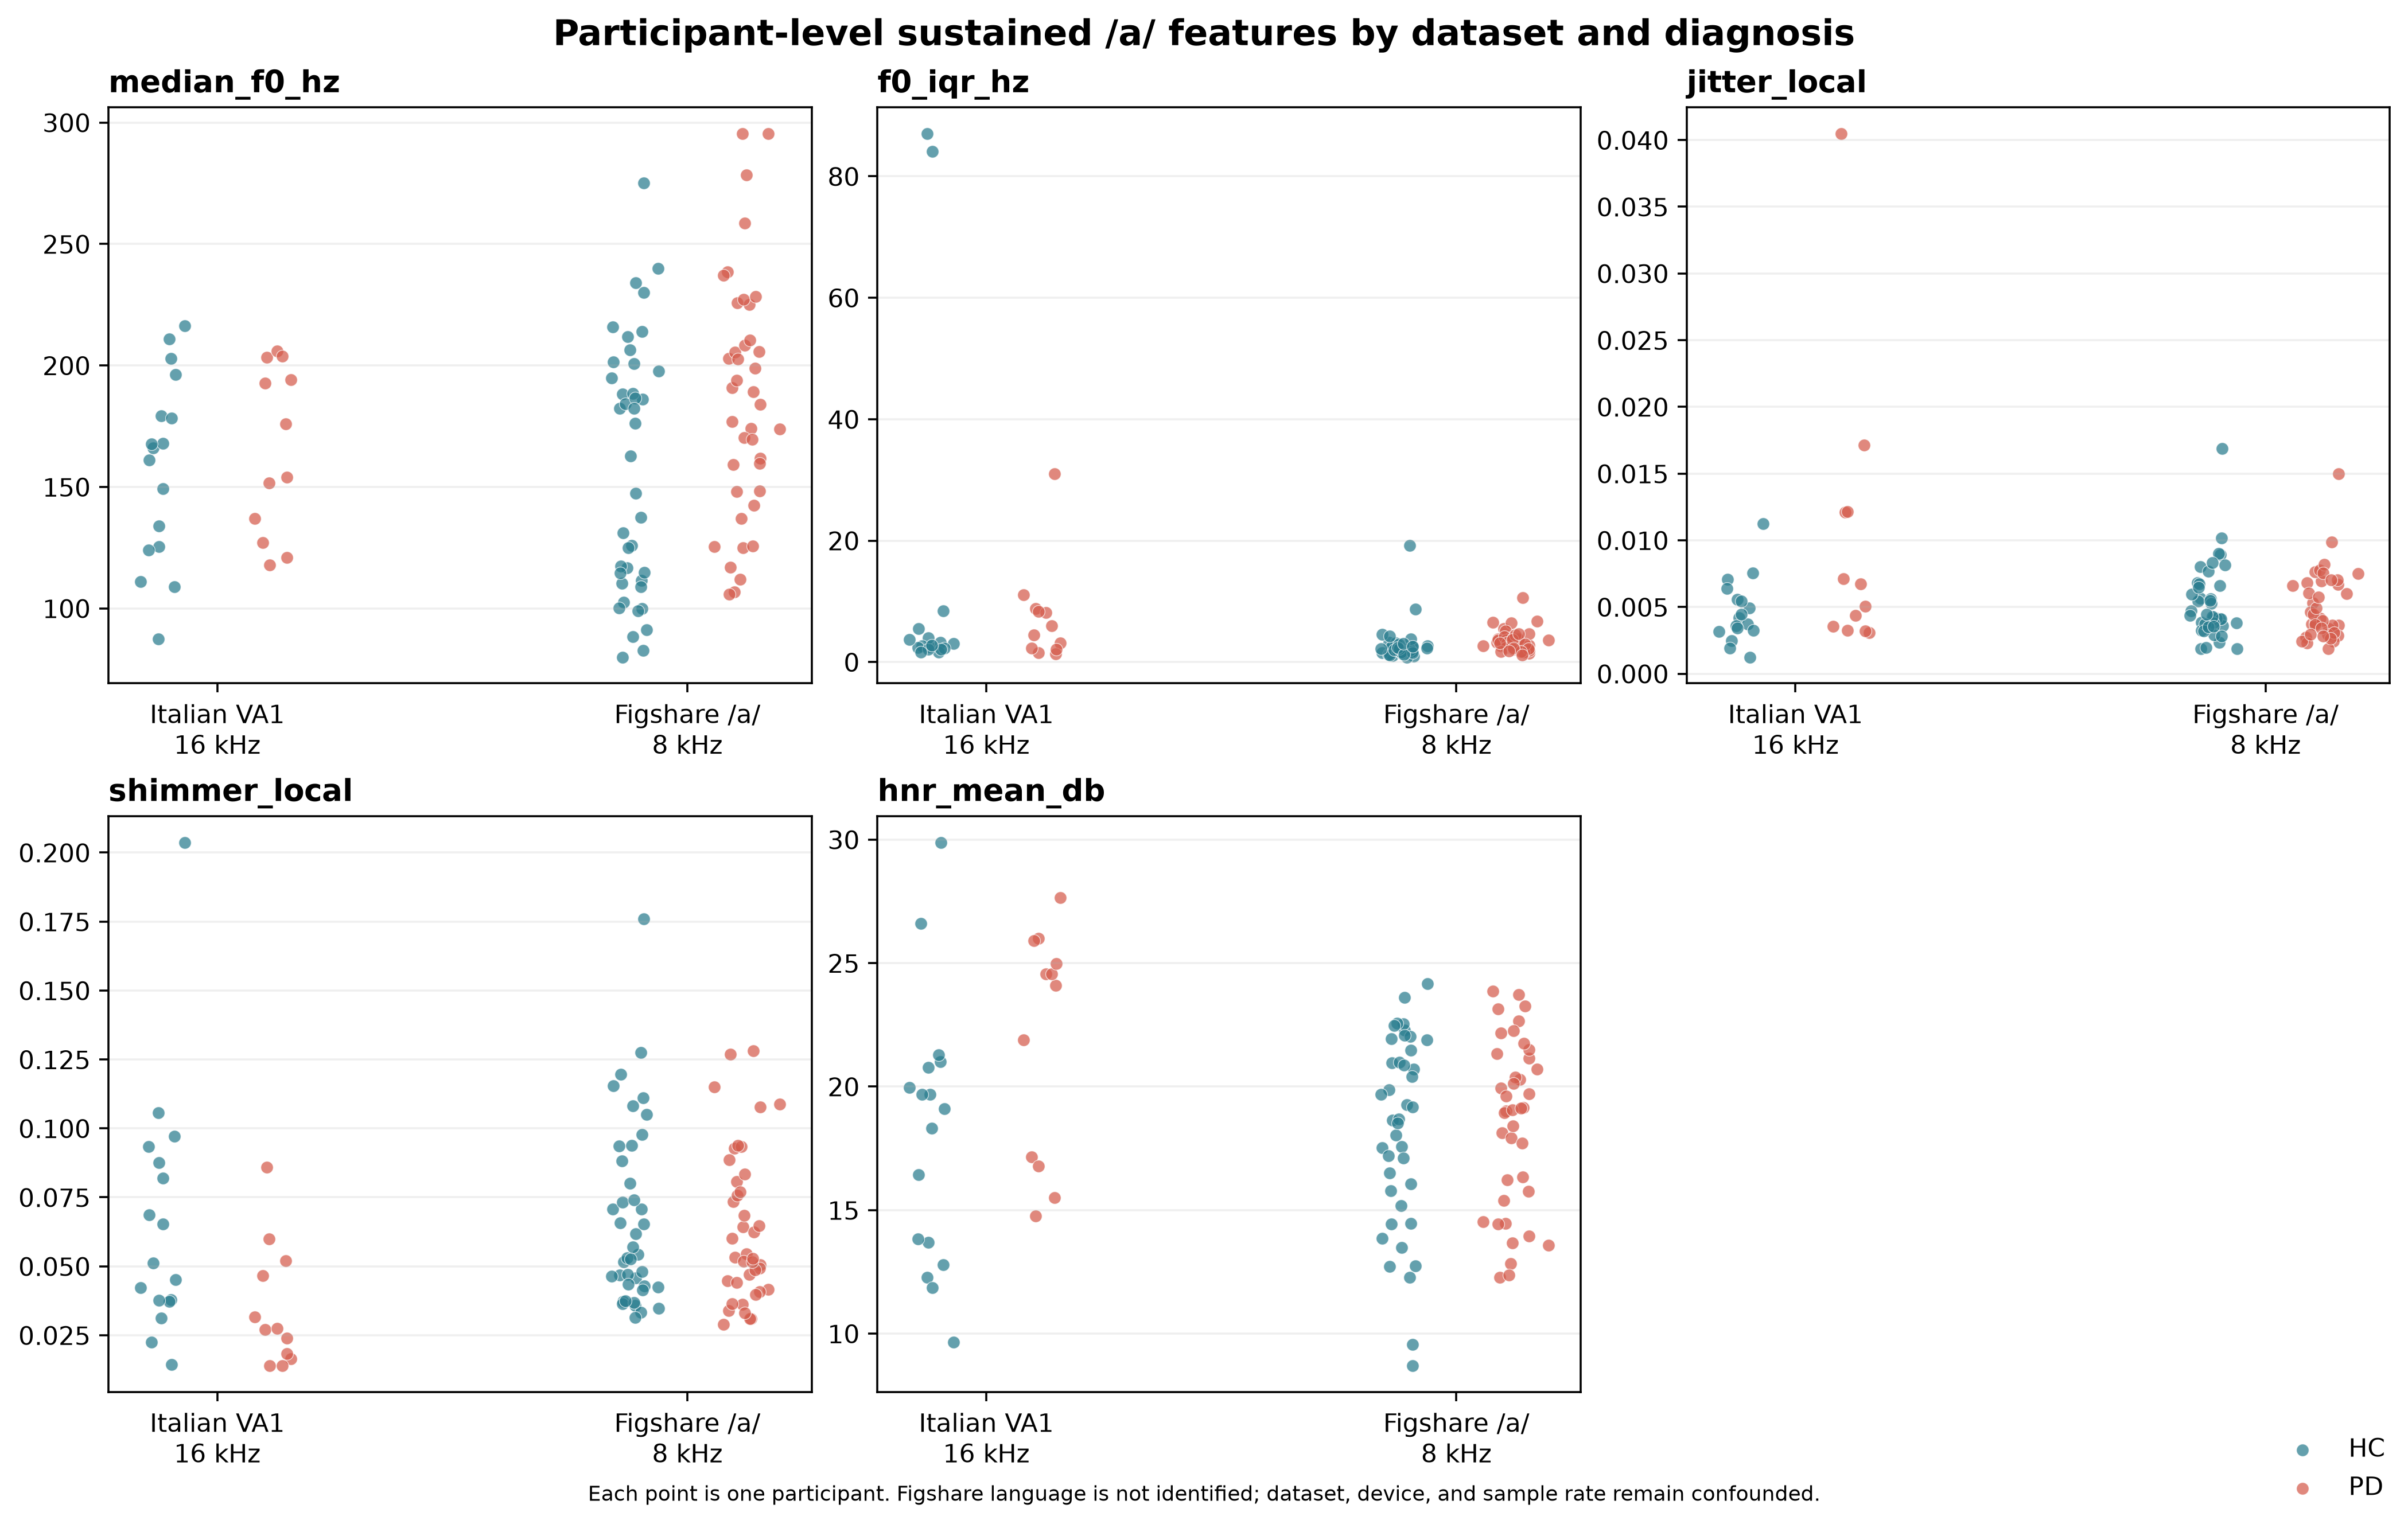 Participant-level sustained /a/ features by dataset and diagnosis
median_f0_hz
300
250
200
150
100
Italian VA1
16 kHz
Figshare /a/
8 kHz
f0_iqr_hz
80
60
40
20
0
Italian VA1
16 kHz
Figshare /a/
8 kHz
jitter_local
0.040
0.035
0.030
0.025
0.020
0.015
0.010
0.005
0.000
Italian VA1
16 kHz
Figshare /a/
8 kHz
shimmer_local
0.200
0.175
0.150
0.125
0.100
0.075
0.050
0.025
Italian VA1
16 kHz
Figshare /a/
8 kHz
hnr_mean_db
30
25
20
15
10
Italian VA1
16 kHz
Figshare /a/
8 kHz
HC
PD
Each point is one participant. Figshare language is not identified; dataset, device, and sample rate remain confounded.